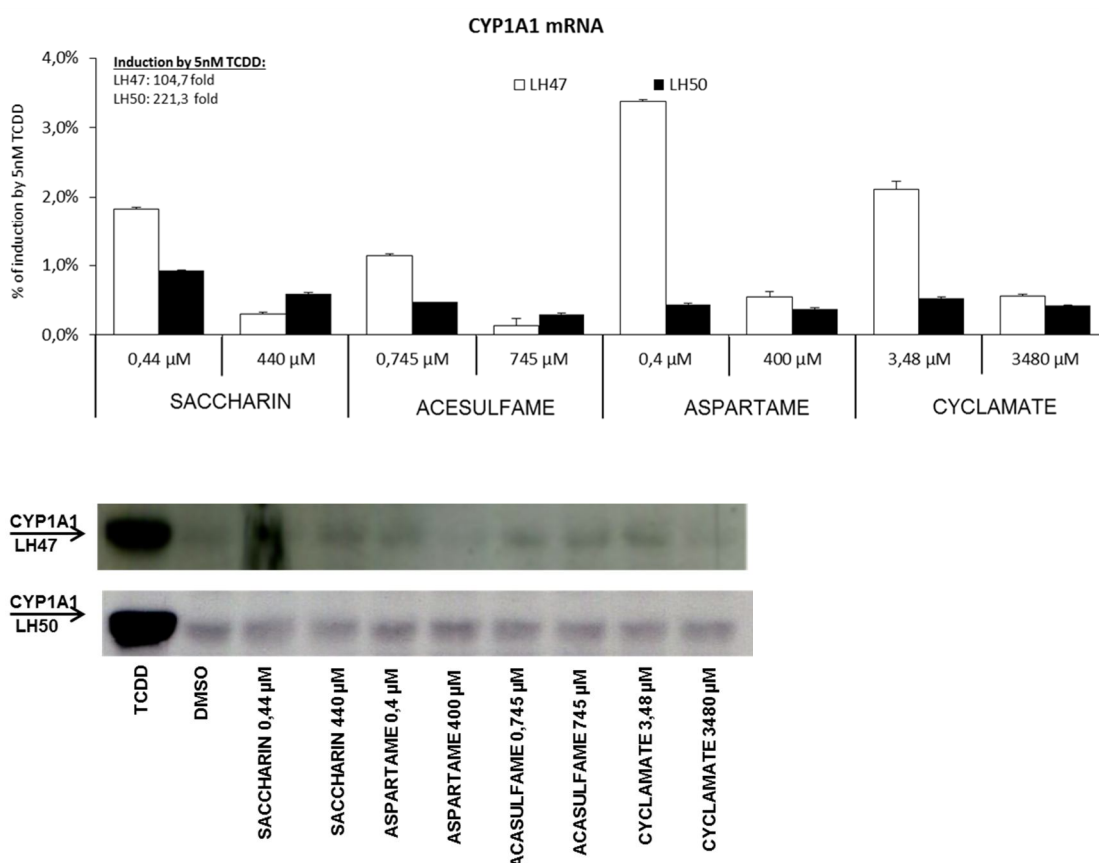 CYP1A1 mRNA
Induction by 5nM TCDD:
LH47: 104,7 fold
LH50: 221,3 fold
LH47 LH50
% of induction by 5nM TCDD
4,0%
3,0%
2,0%
1,0%
0,0%
0,44 µM 440 µM 0,745 µM 745 µM 0,4 µM 400 µM 3,48 µM 3480 µM
SACCHARIN ACESULFAME ASPARTAME CYCLAMATE
CYP1A1
LH47
CYP1A1
LH50
TCDD
DMSO
SACCHARIN 0,44 µM
SACCHARIN 440 µM
ASPARTAME 0,4 µM
ASPARTAME 400 µM
ACASULFAME 0,745 µM
ACASULFAME 745 µM
CYCLAMATE 3,48 µM
CYCLAMATE 3480 µM